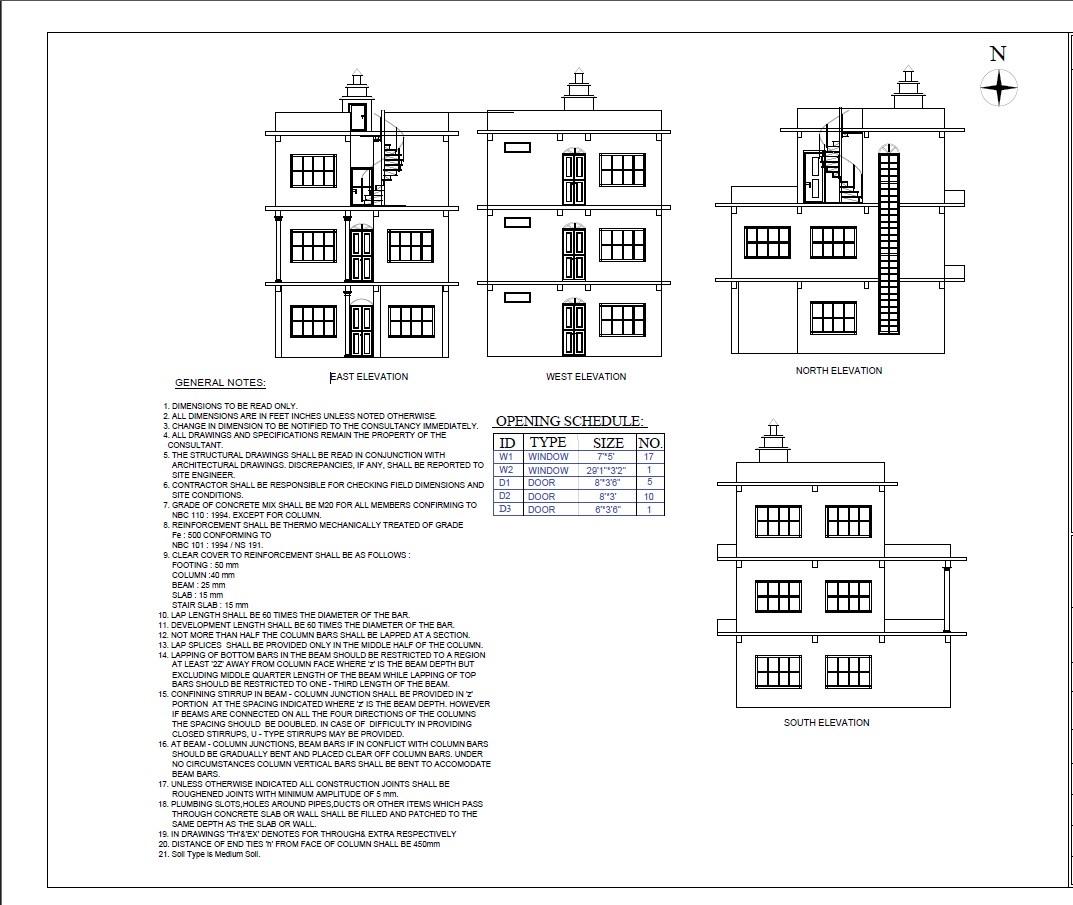 N
EAST ELEVATION
WEST ELEVATION
NORTH ELEVATION
GENERAL NOTES:
1. DIMENSIONS TO BE READ ONLY.
2. ALL DIMENSIONS ARE IN FEET INCHES UNLESS NOTED OTHERWISE.
3. CHANGE IN DIMENSION TO BE NOTIFIED TO THE CONSULTANCY IMMEDIATELY.
4. ALL DRAWINGS AND SPECIFICATIONS REMAIN THE PROPERTY OF THE
CONSULTANT.
5. THE STRUCTURAL DRAWINGS SHALL BE READ IN CONJUNCTION WITH
ARCHITECTURAL DRAWINGS. DISCREPANCIES, IF ANY, SHALL BE REPORTED TO
SITE ENGINEER.
6. CONTRACTOR SHALL BE RESPONSIBLE FOR CHECKING FIELD DIMENSIONS AND
SITE CONDITIONS.
7. GRADE OF CONCRETE MIX SHALL BE M20 FOR ALL MEMBERS CONFIRMING TO
NBC 110 : 1994. EXCEPT FOR COLUMN.
8. REINFORCEMENT SHALL BE THERMO MECHANICALLY TREATED OF GRADE
Fe : 500 CONFORMING TO
NBC 101 : 1994 / NS 191.
9. CLEAR COVER TO REINFORCEMENT SHALL BE AS FOLLOWS :
FOOTING : 50 mm
COLUMN :40 mm
BEAM : 25 mm
SLAB : 15 mm
STAIR SLAB : 15 mm
10. LAP LENGTH SHALL BE 60 TIMES THE DIAMETER OF THE BAR.
11. DEVELOPMENT LENGTH SHALL BE 60 TIMES THE DIAMETER OF THE BAR.
12. NOT MORE THAN HALF THE COLUMN BARS SHALL BE LAPPED AT A SECTION.
13. LAP SPLICES SHALL BE PROVIDED ONLY IN THE MIDDLE HALF OF THE COLUMN.
14. LAPPING OF BOTTOM BARS IN THE BEAM SHOULD BE RESTRICTED TO A REGION
AT LEAST '2Z' AWAY FROM COLUMN FACE WHERE 'z' IS THE BEAM DEPTH BUT
EXCLUDING MIDDLE QUARTER LENGTH OF THE BEAM WHILE LAPPING OF TOP
BARS SHOULD BE RESTRICTED TO ONE - THIRD LENGTH OF THE BEAM.
15. CONFINING STIRRUP IN BEAM - COLUMN JUNCTION SHALL BE PROVIDED IN 'z'
PORTION AT THE SPACING INDICATED WHERE 'z' IS THE BEAM DEPTH. HOWEVER
IF BEAMS ARE CONNECTED ON ALL THE FOUR DIRECTIONS OF THE COLUMNS
THE SPACING SHOULD BE DOUBLED. IN CASE OF DIFFICULTY IN PROVIDING
CLOSED STIRRUPS, U - TYPE STIRRUPS MAY BE PROVIDED.
16. AT BEAM - COLUMN JUNCTIONS, BEAM BARS IF IN CONFLICT WITH COLUMN BARS
SHOULD BE GRADUALLY BENT AND PLACED CLEAR OFF COLUMN BARS. UNDER
NO CIRCUMSTANCES COLUMN VERTICAL BARS SHALL BE BENT TO ACCOMODATE
BEAM BARS.
17. UNLESS OTHERWISE INDICATED ALL CONSTRUCTION JOINTS SHALL BE
ROUGHENED JOINTS WITH MINIMUM AMPLITUDE OF 5 mm.
18. PLUMBING SLOTS,HOLES AROUND PIPES,DUCTS OR OTHER ITEMS WHICH PASS
THROUGH CONCRETE SLAB OR WALL SHALL BE FILLED AND PATCHED TO THE
SAME DEPTH AS THE SLAB OR WALL.
19. IN DRAWINGS 'TH'&'EX' DENOTES FOR THROUGH& EXTRA RESPECTIVELY
20. DISTANCE OF END TIES 'n' FROM FACE OF COLUMN SHALL BE 450mm
21. Soil Type is Medium Soil.
OPENING SCHEDULE:
ID TYPE SIZE NO.
W1 WINDOW 7'*5' 17
W2 WINDOW 29'1"*3'2" 1
D1 DOOR 8'*3'6" 5
D2 DOOR 8'*3' 10
D3 DOOR 6'*3'6" 1
SOUTH ELEVATION